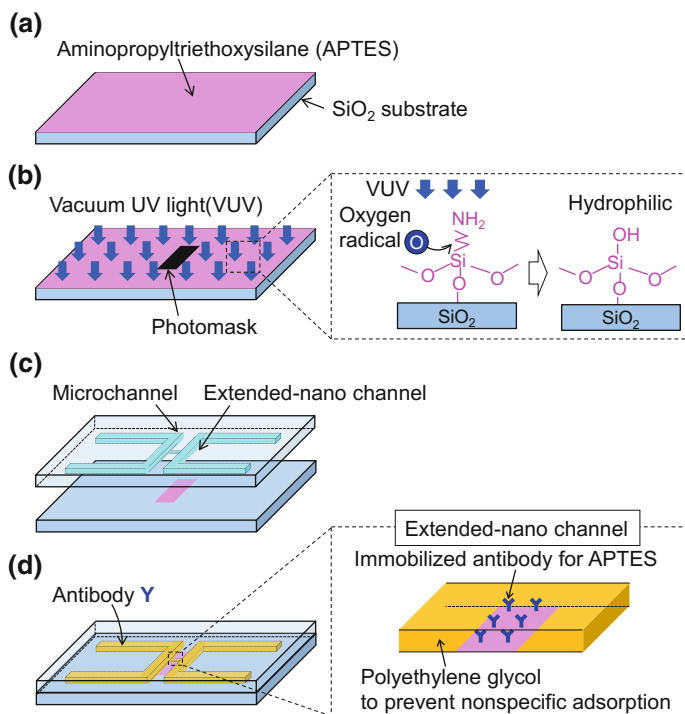 (a)
Aminopropyltriethoxysilane (APTES)
SiO₂ substrate
(b)
Vacuum UV light(VUV)
Photomask
VUV
Oxygen
radical
O
NH₂
Si
O
O
O
SiO₂
Hydrophilic
OH
Si
O
O
O
SiO₂
(c)
Microchannel
Extended-nano channel
(d)
Antibody Y
Extended-nano channel
Immobilized antibody for APTES
Polyethylene glycol
to prevent nonspecific adsorption